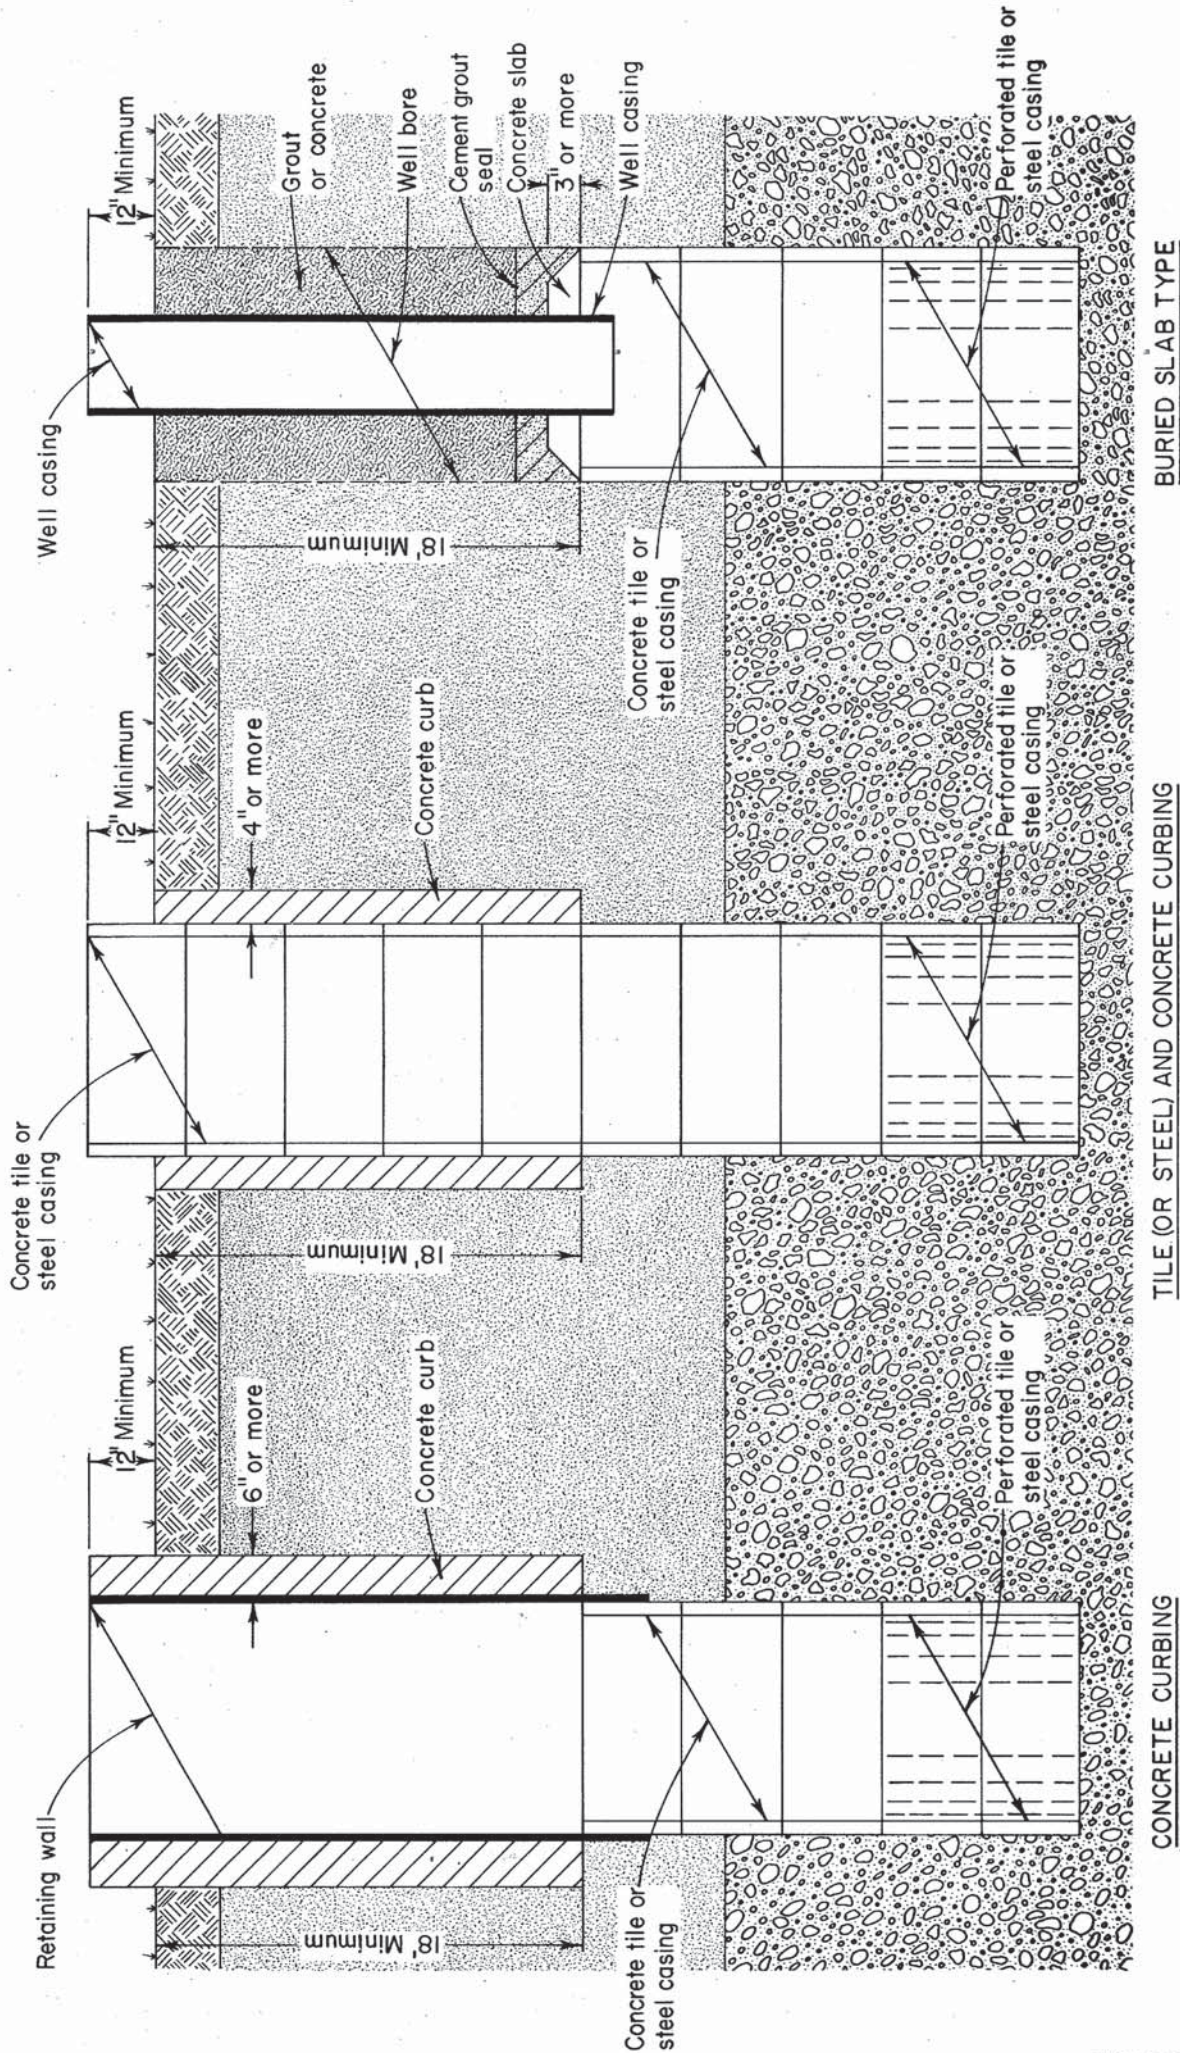 Retaining wall
12" Minimum
6" or more
Concrete curb
18' Minimum
Concrete tile or
steel casing
Perforated tile or
steel casing
CONCRETE CURBING
Concrete tile or
steel casing
12" Minimum
4" or more
Concrete curb
18' Minimum
Perforated tile or
steel casing
TILE (OR STEEL) AND CONCRETE CURBING
Well casing
12" Minimum
Grout
or concrete
Well bore
Cement grout
seal
Concrete slab
3" or more
Well casing
18' Minimum
Concrete tile or
steel casing
Perforated tile or
steel casing
BURIED SLAB TYPE